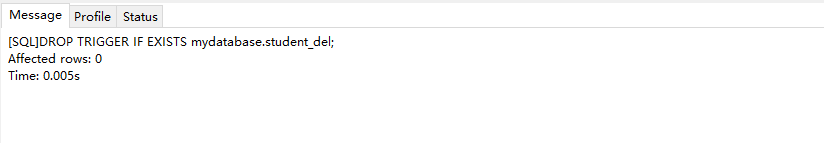 Message Profile Status
[SQL]DROP TRIGGER IF EXISTS mydatabase.student_del;
Affected rows: 0
Time: 0.005s